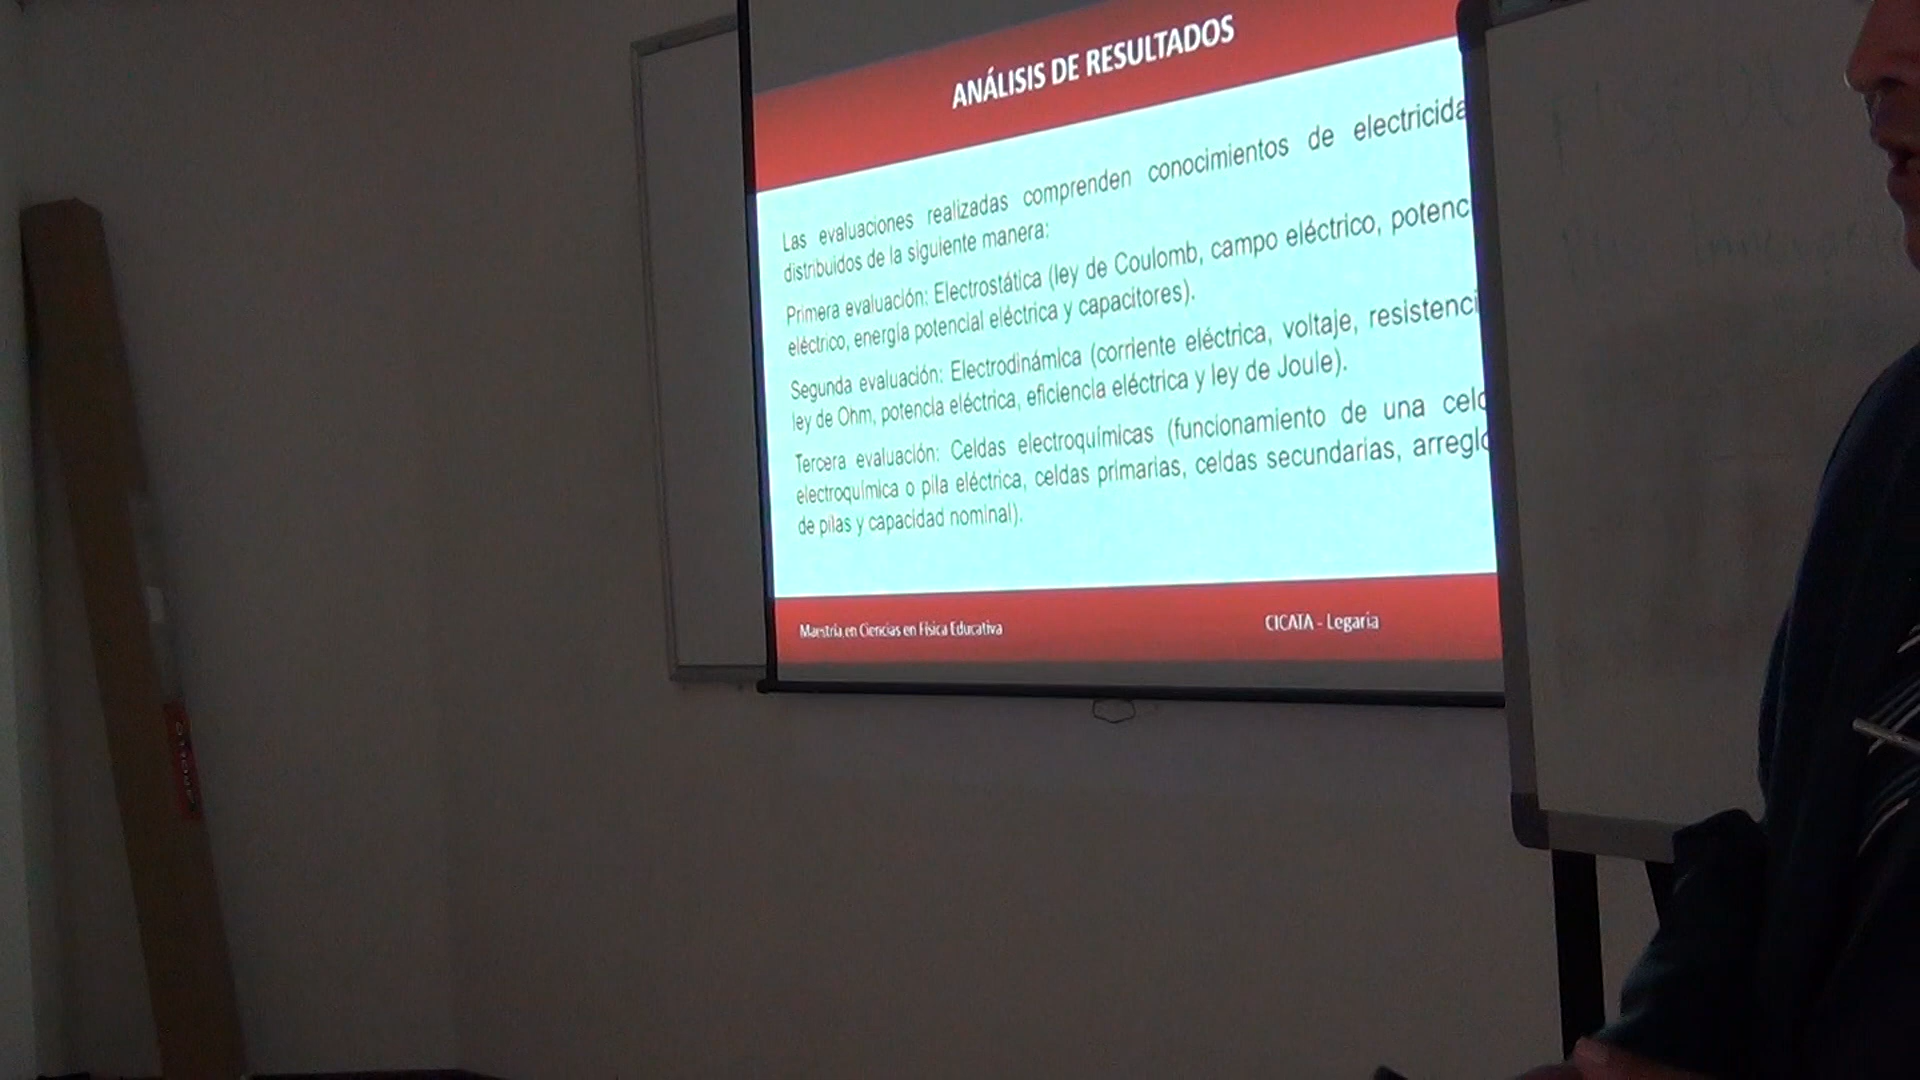 ANÁLISIS DE RESULTADOS
Las evaluaciones realizadas comprenden conocimientos de electricida
distribuidos de la siguiente manera:
Primera evaluación: Electrostática (ley de Coulomb, campo eléctrico, potenc
eléctrico, energía potencial eléctrica y capacitores).
Segunda evaluación: Electrodinámica (corriente eléctrica, voltaje, resistenci
ley de Ohm, potencia eléctrica, eficiencia eléctrica y ley de Joule).
Tercera evaluación: Celdas electroquímicas (funcionamiento de una celd
electroquímica o pila eléctrica, celdas primarias, celdas secundarias, arreglo
de pilas y capacidad nominal).
Maestría en Ciencias en Física Educativa
CICATA - Legaria